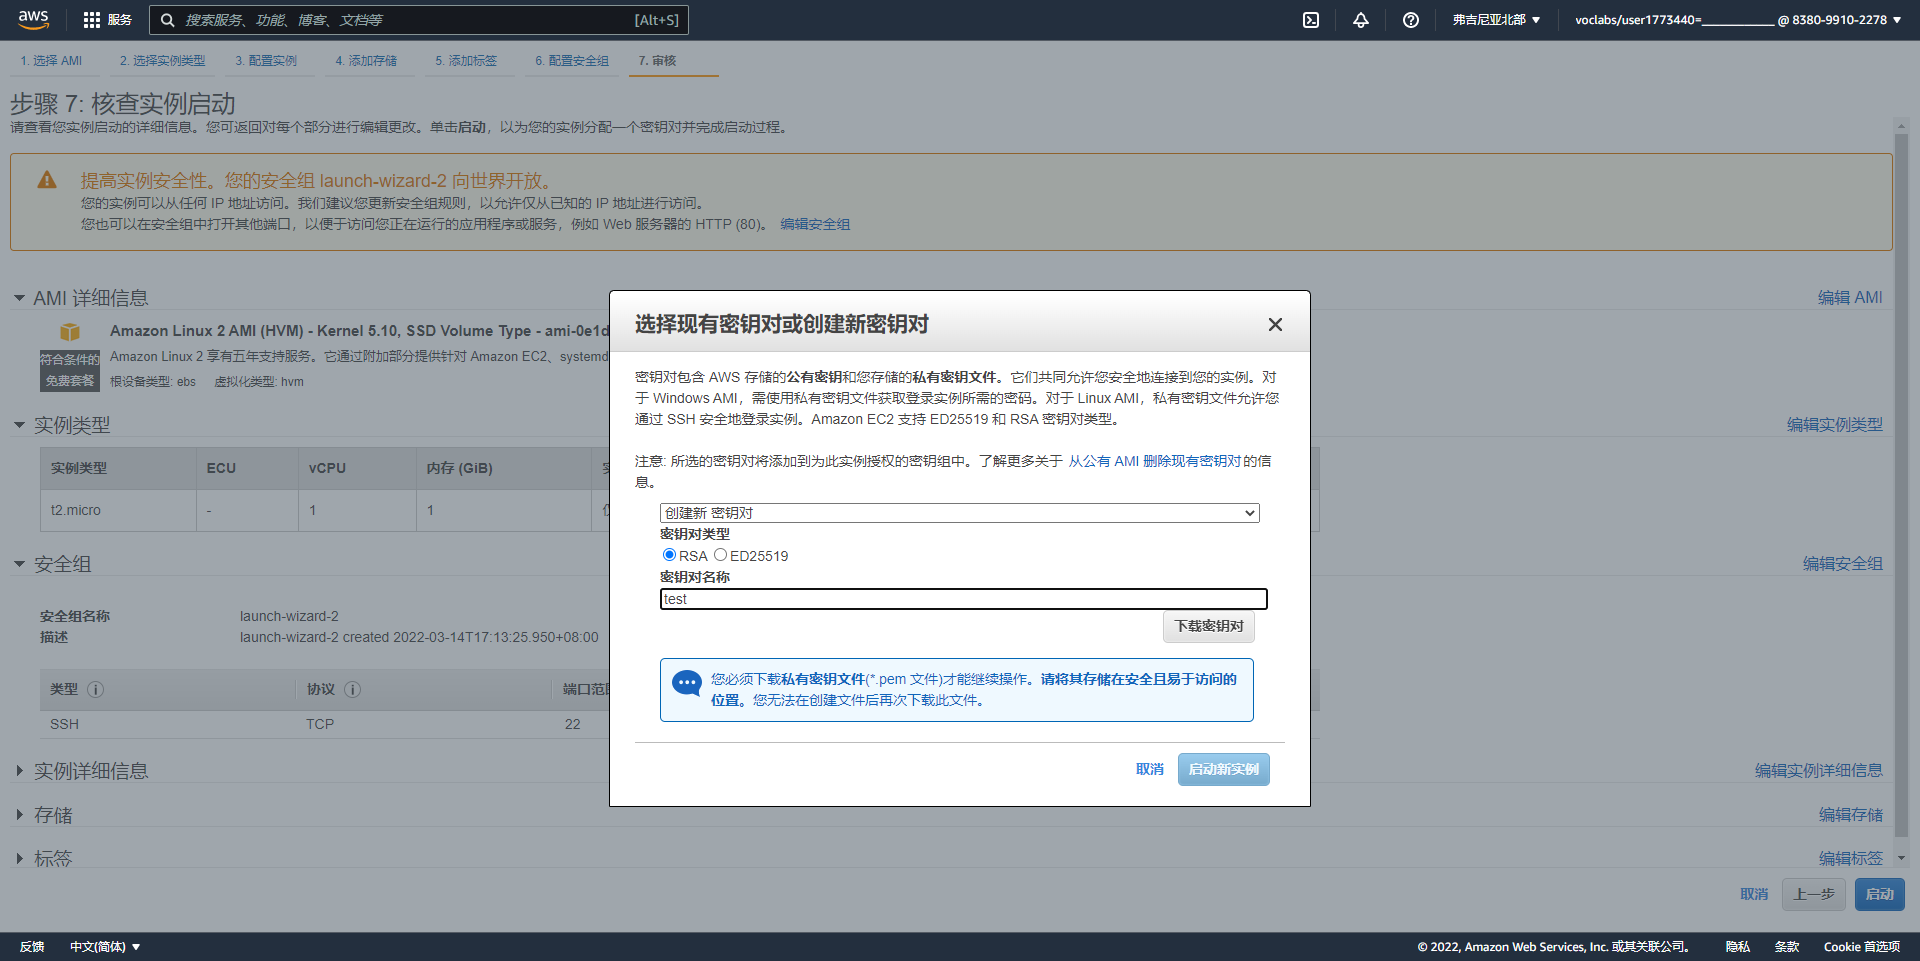 aws
服务
搜索服务、功能、博客、文档等
[Alt+S]
弗吉尼亚北部
voclabs/user1773440=____________ @ 8380-9910-2278
1. 选择 AMI
2. 选择实例类型
3. 配置实例
4. 添加存储
5. 添加标签
6. 配置安全组
7. 审核
步骤 7: 核查实例启动
请查看您实例启动的详细信息。您可返回对每个部分进行编辑更改。单击启动，以为您的实例分配一个密钥对并完成启动过程。
提高实例安全性。您的安全组 launch-wizard-2 向世界开放。
您的实例可以从任何 IP 地址访问。我们建议您更新安全组规则，以允许仅从已知的 IP 地址进行访问。
您也可以在安全组中打开其他端口，以便于访问您正在运行的应用程序或服务，例如 Web 服务器的 HTTP (80)。 编辑安全组
AMI 详细信息
编辑 AMI
Amazon Linux 2 AMI (HVM) - Kernel 5.10, SSD Volume Type - ami-0e1d
符合条件的
免费套餐
Amazon Linux 2 享有五年支持服务。它通过附加部分提供针对 Amazon EC2、systemd
根设备类型: ebs 虚拟化类型: hvm
实例类型
编辑实例类型
实例类型 ECU vCPU 内存 (GiB)
t2.micro - 1 1
安全组
编辑安全组
安全组名称 launch-wizard-2
描述 launch-wizard-2 created 2022-03-14T17:13:25.950+08:00
类型 协议 端口范围
SSH TCP 22
实例详细信息
编辑实例详细信息
存储
编辑存储
标签
编辑标签
选择现有密钥对或创建新密钥对
密钥对包含 AWS 存储的公有密钥和您存储的私有密钥文件。它们共同允许您安全地连接到您的实例。对
于 Windows AMI，需使用私有密钥文件获取登录实例所需的密码。对于 Linux AMI，私有密钥文件允许您
通过 SSH 安全地登录实例。Amazon EC2 支持 ED25519 和 RSA 密钥对类型。
注意: 所选的密钥对将添加到为此实例授权的密钥组中。了解更多关于 从公有 AMI 删除现有密钥对的信
息。
创建新 密钥对
密钥对类型
RSA ED25519
密钥对名称
test
下载密钥对
您必须下载私有密钥文件(*.pem 文件)才能继续操作。请将其存储在安全且易于访问的
位置。您无法在创建文件后再次下载此文件。
取消
启动新实例
取消
上一步
启动
反馈
中文(简体)
© 2022, Amazon Web Services, Inc. 或其关联公司。
隐私
条款
Cookie 首选项